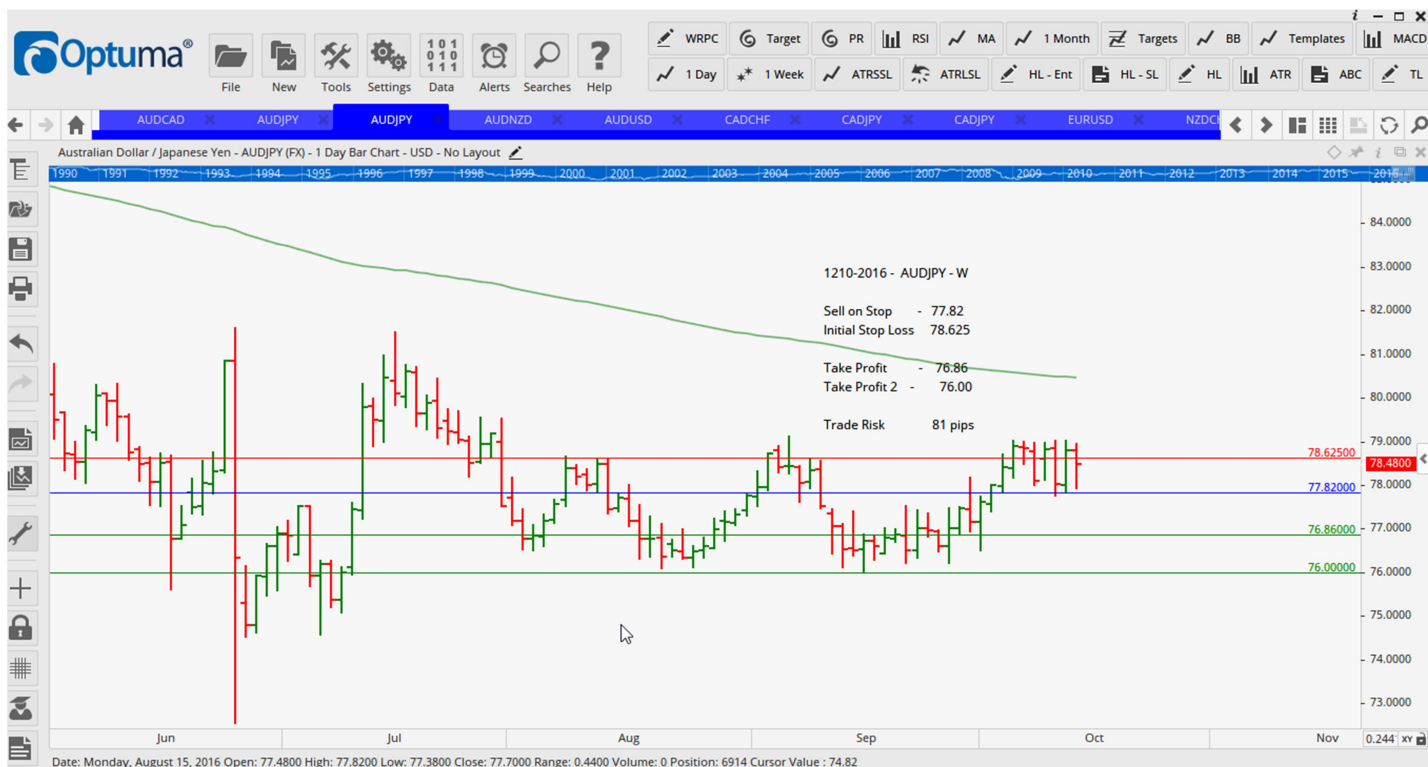 i
Optuma®
File New Tools Settings Data Alerts Searches Help
WRPC Target PR RSI MA 1 Month Targets BB Templates MACD
1 Day 1 Week ATRSSL ATRLSL HL - Ent HL - SL HL ATR ABC TL
AUDCAD AUDJPY AUDJPY AUDNZD AUDUSD CADCHF CADJPY CADJPY EURUSD NZDCH
Australian Dollar / Japanese Yen - AUDJPY (FX) - 1 Day Bar Chart - USD - No Layout
1990 1991 1992 1993 1994 1995 1996 1997 1998 1999 2000 2001 2002 2003 2004 2005 2006 2007 2008 2009 2010 2011 2012 2013 2014 2015 2016
84.0000
83.0000
1210-2016 - AUDJPY - W
82.0000
Sell on Stop - 77.82
Initial Stop Loss 78.625
81.0000
Take Profit - 76.86
Take Profit 2 - 76.00
80.0000
Trade Risk 81 pips
79.0000
78.62500
78.4800
78.0000
77.82000
77.0000
76.86000
76.0000
76.00000
75.0000
74.0000
73.0000
Jun Jul Aug Sep Oct Nov 0.244 XY
Date: Monday, August 15, 2016 Open: 77.4800 High: 77.8200 Low: 77.3800 Close: 77.7000 Range: 0.4400 Volume: 0 Position: 6914 Cursor Value : 74.82